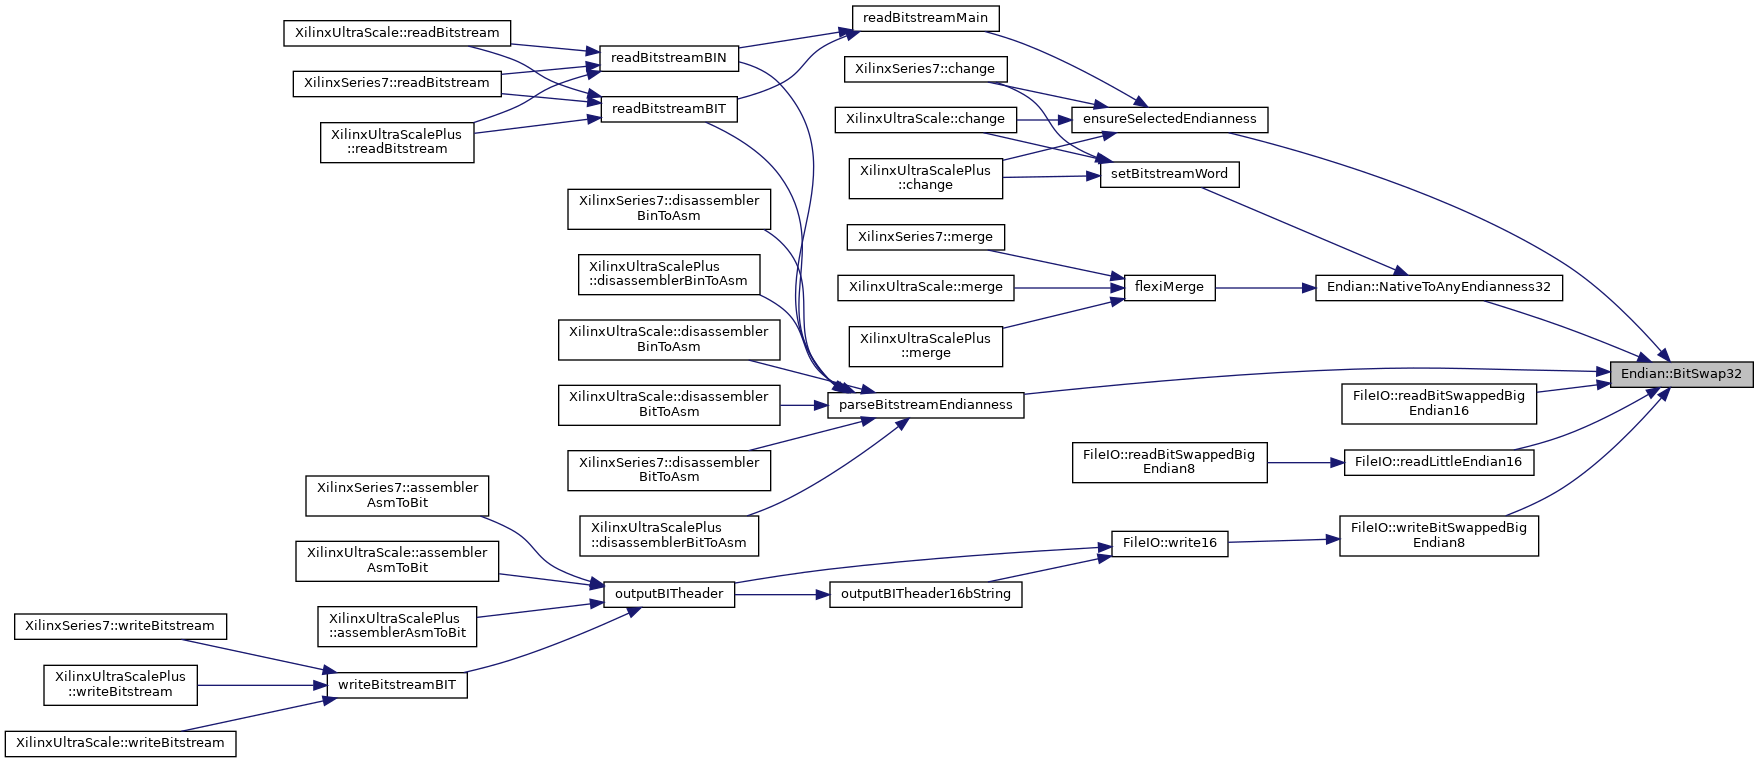 readBitstreamMain
XilinxUltraScale::readBitstream
readBitstreamBIN
XilinxSeries7::change
XilinxSeries7::readBitstream
readBitstreamBIT
ensureSelectedEndianness
XilinxUltraScale::change
XilinxUltraScalePlus
::readBitstream
XilinxUltraScalePlus
::change
setBitstreamWord
XilinxSeries7::disassembler
BinToAsm
XilinxSeries7::merge
XilinxUltraScalePlus
::disassemblerBinToAsm
XilinxUltraScale::merge
flexiMerge
Endian::NativeToAnyEndianness32
XilinxUltraScale::disassembler
BinToAsm
XilinxUltraScalePlus
::merge
Endian::BitSwap32
XilinxUltraScale::disassembler
BitToAsm
parseBitstreamEndianness
FileIO::readBitSwappedBig
Endian16
XilinxSeries7::disassembler
BitToAsm
FileIO::readBitSwappedBig
Endian8
FileIO::readLittleEndian16
XilinxSeries7::assembler
AsmToBit
XilinxUltraScalePlus
::disassemblerBitToAsm
FileIO::write16
FileIO::writeBitSwappedBig
Endian8
XilinxUltraScale::assembler
AsmToBit
outputBITheader
outputBITheader16bString
XilinxUltraScalePlus
::assemblerAsmToBit
XilinxSeries7::writeBitstream
XilinxUltraScalePlus
::writeBitstream
writeBitstreamBIT
XilinxUltraScale::writeBitstream